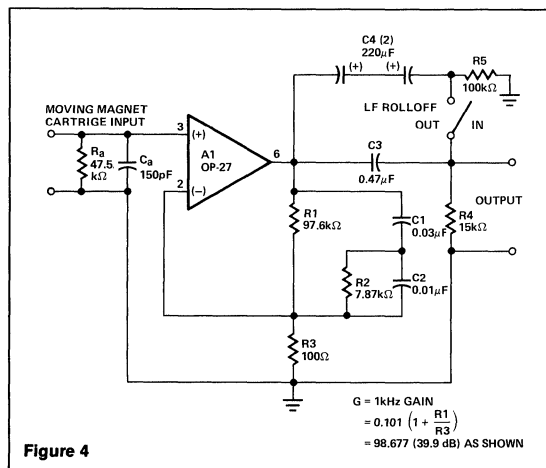 C4 (2)
220μF
(+) (+)
R5
100kΩ
LF ROLLOFF
OUT IN
MOVING MAGNET
CARTRIGE INPUT
3
(+)
A1
OP-27
6
2
(−)
Ra
47.5
kΩ
Ca
150pF
C3
0.47μF
OUTPUT
R4
15kΩ
R1
97.6kΩ
C1
0.03μF
R2
7.87kΩ
C2
0.01μF
R3
100Ω
G = 1kHz GAIN
= 0.101 (1 + R1/R3)
= 98.677 (39.9 dB) AS SHOWN
Figure 4